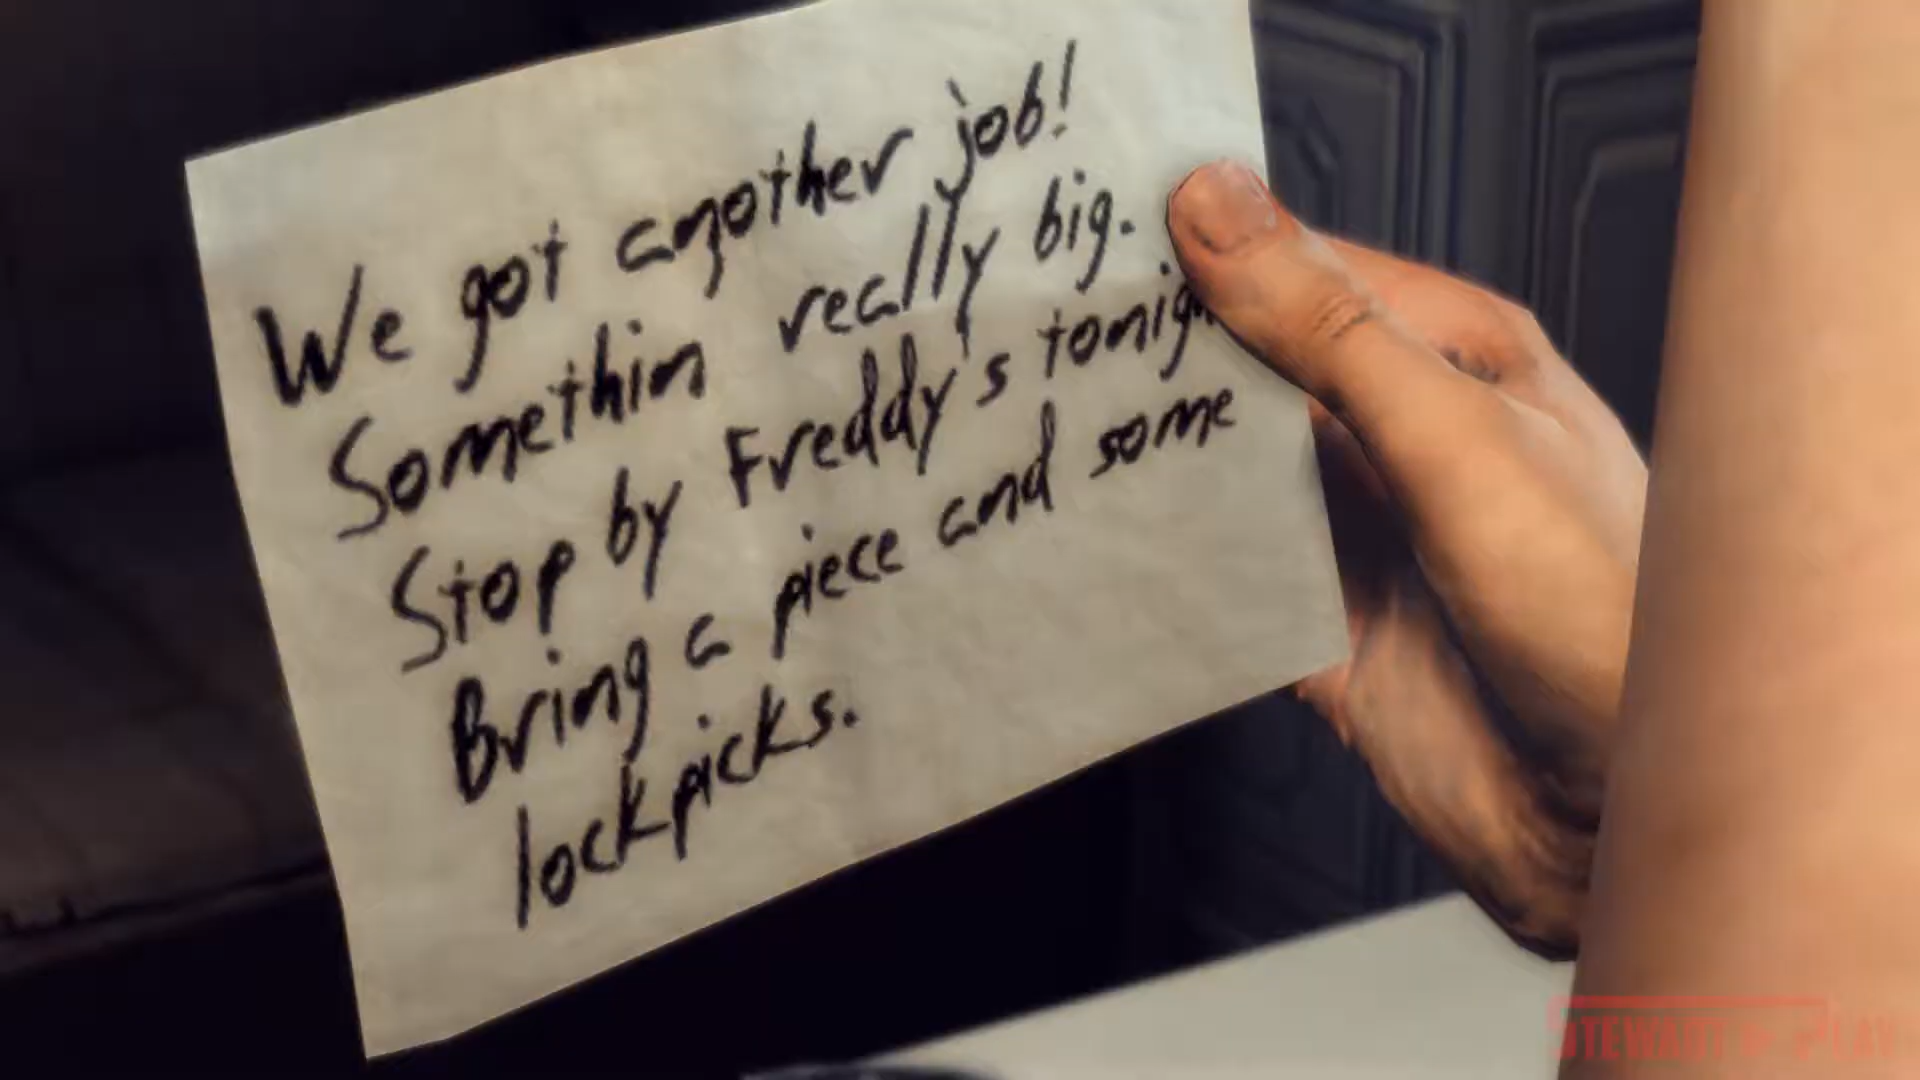 We got another job!
Somethin really big.
Stop by Freddy's
Bring a piece and some
lockpicks.